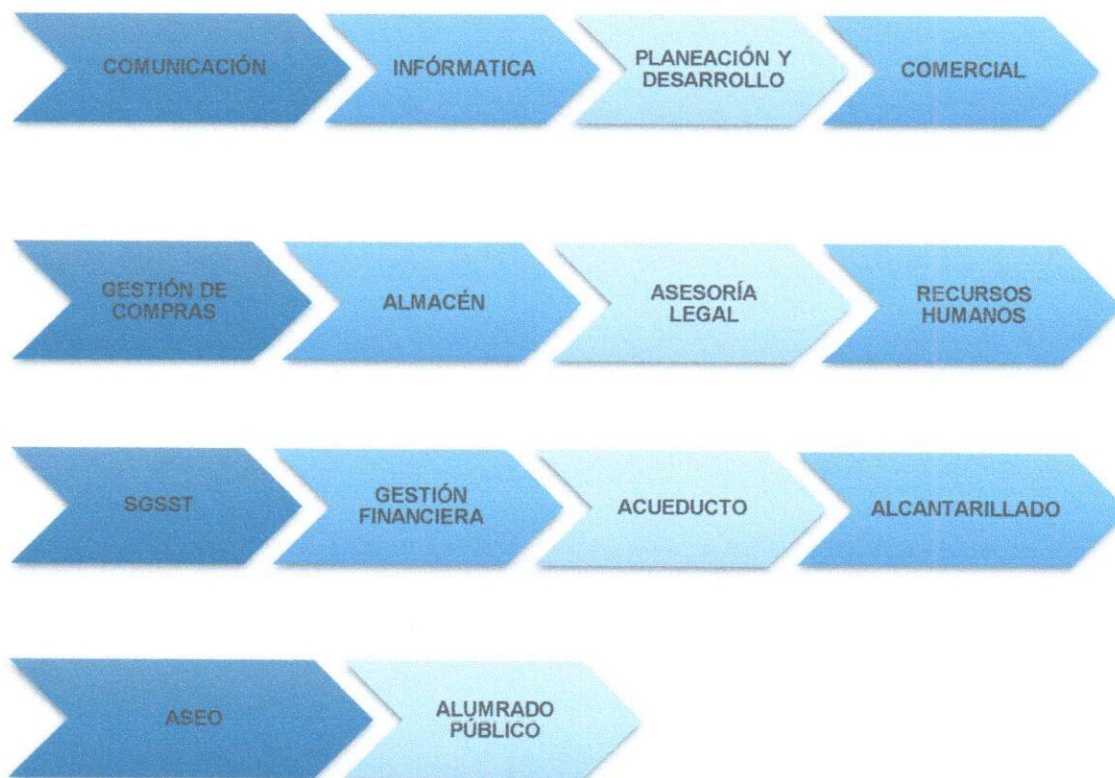 COMUNICACIÓN
INFÓRMATICA
PLANEACIÓN Y
DESARROLLO
COMERCIAL
GESTIÓN DE
COMPRAS
ALMACÉN
ASESORÍA
LEGAL
RECURSOS
HUMANOS
SGSST
GESTIÓN
FINANCIERA
ACUEDUCTO
ALCANTARILLADO
ASEO
ALUMRADO
PÚBLICO